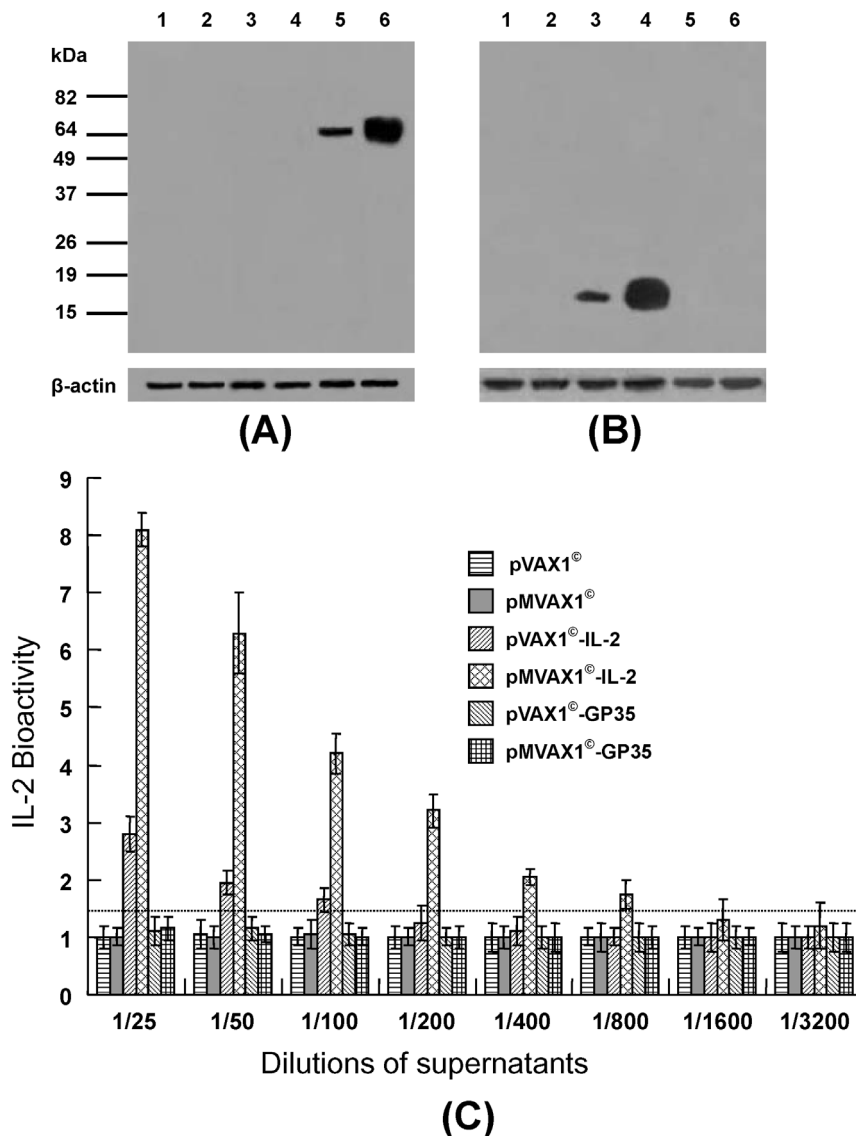 1 2 3 4 5 6
1 2 3 4 5 6
kDa
82
64
49
37
26
19
15
β-actin
(A)
(B)
9
8
7
6
5
4
3
2
1
0
IL-2 Bioactivity
pVAX1©
pMVAX1©
pVAX1©-IL-2
pMVAX1©-IL-2
pVAX1©-GP35
pMVAX1©-GP35
1/25 1/50 1/100 1/200 1/400 1/800 1/1600 1/3200
Dilutions of supernatants
(C)